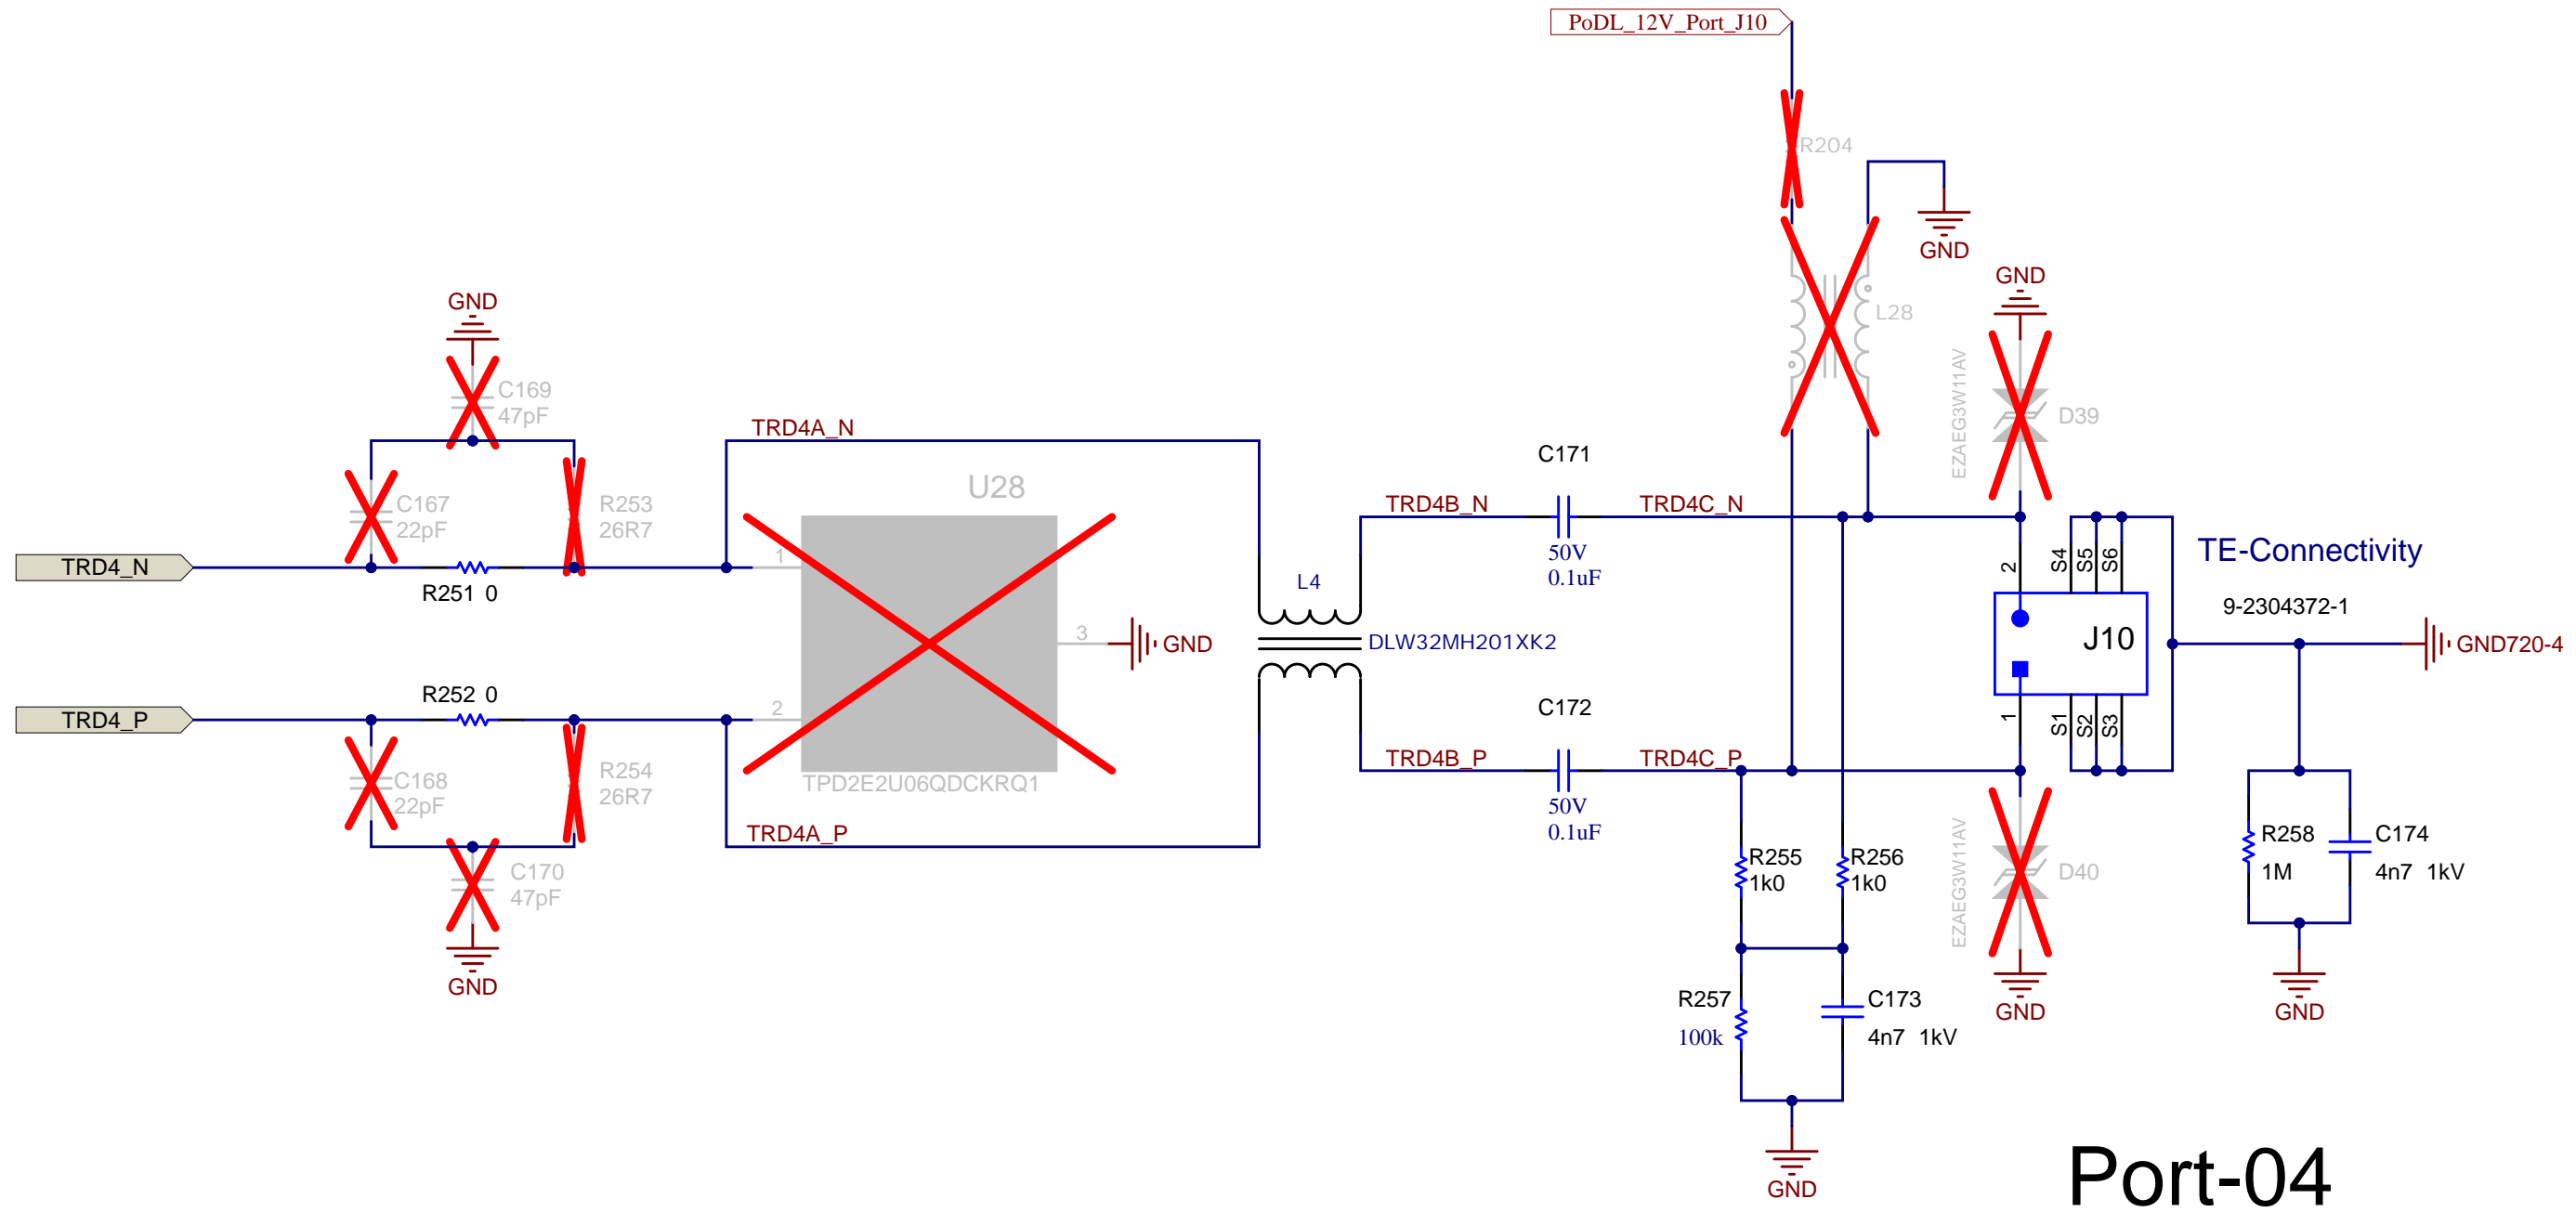 PoDL_12V_Port_J10
R204
GND
L28
GND
GND
C169
47pF
EZAEG3W11AV
D39
TRD4A_N
C171
U28
C167
22pF
R253
26R7
TRD4B_N
TRD4C_N
50V
0.1uF
1
TRD4_N
R251 0
2
S4
S5
S6
TE-Connectivity
9-2304372-1
L4
DLW32MH201XK2
3
GND
J10
GND720-4
R252 0
TRD4_P
2
C172
1
S1
S2
S3
TRD4B_P
TRD4C_P
50V
0.1uF
C168
22pF
R254
26R7
TPD2E2U06QDCKRQ1
TRD4A_P
C170
47pF
GND
R255
1k0
R256
1k0
EZAEG3W11AV
D40
GND
R258
1M
C174
4n7 1kV
GND
R257
100k
C173
4n7 1kV
GND
Port-04